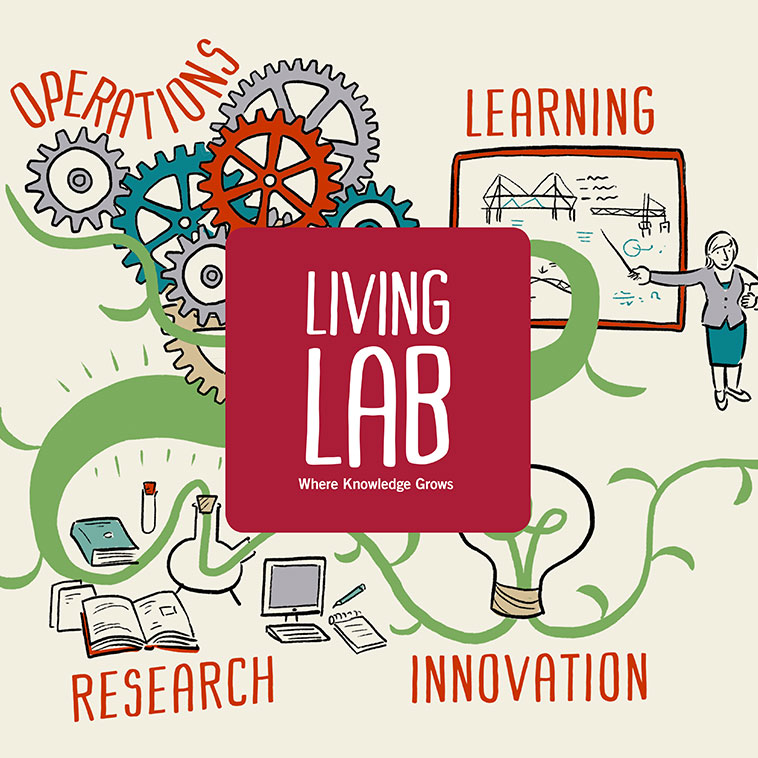 OPERATIONS
LEARNING
LIVING
LAB
Where Knowledge Grows
RESEARCH
INNOVATION